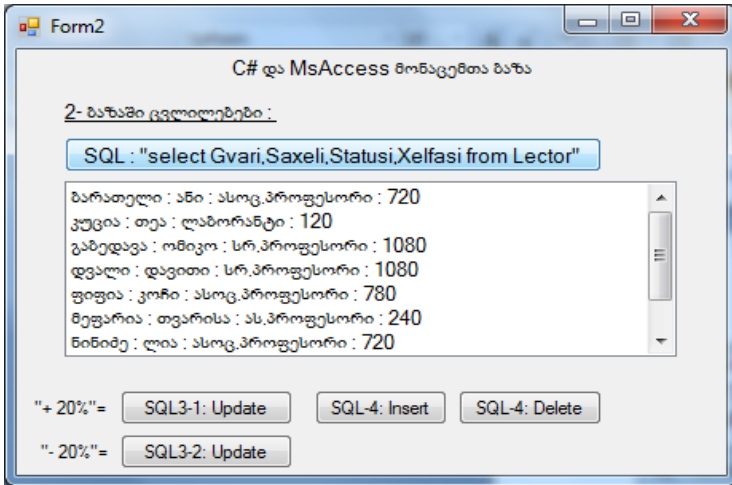 Form2
C# და MsAccess მონაცემთა ბაზა
2- ბაზაში ცვლილებები :
SQL : "select Gvari,Saxeli,Statusi,Xelfasi from Lector"
ბარათელი : ანი : ასოც.პროფესორი : 720
კუცია : თეა : ლაბორანტი : 120
გაბედავა : ომიკო : სრ.პროფესორი : 1080
დვალი : დავითი : სრ.პროფესორი : 1080
ფიფია : კოჩი : ასოც.პროფესორი : 780
მეფარია : თვარისა : ას.პროფესორი : 240
ნინიძე : ლია : ასოც.პროფესორი : 720
"+ 20%"= SQL3-1: Update SQL-4: Insert SQL-4: Delete
"- 20%"= SQL3-2: Update